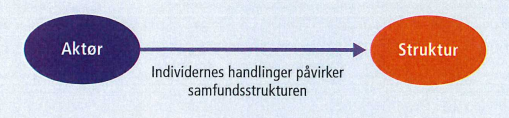 Aktør
Struktur
Individernes handlinger påvirker
samfundsstrukturen